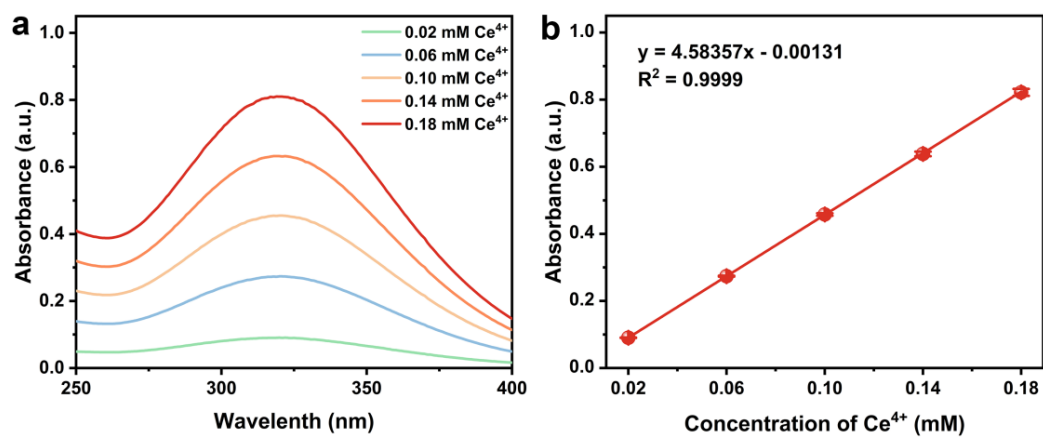 a
1.0
0.8
0.6
0.4
0.2
0.0
Absorbance (a.u.)
0.02 mM Ce⁴⁺
0.06 mM Ce⁴⁺
0.10 mM Ce⁴⁺
0.14 mM Ce⁴⁺
0.18 mM Ce⁴⁺
250 300 350 400
Wavelenth (nm)
b
1.0
0.8
0.6
0.4
0.2
0.0
Absorbance (a.u.)
y = 4.58357x - 0.00131
R² = 0.9999
0.02 0.06 0.10 0.14 0.18
Concentration of Ce⁴⁺ (mM)